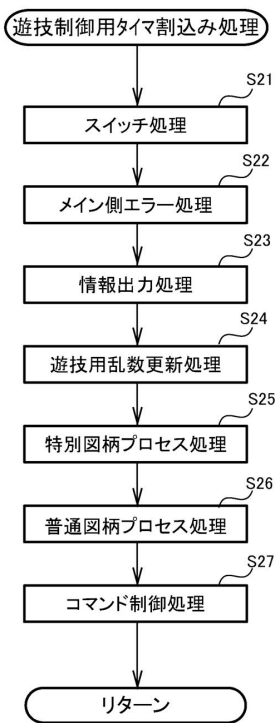 遊技制御用タイマ割込み処理
S21
スイッチ処理
S22
メイン側エラー処理
S23
情報出力処理
S24
遊技用乱数更新処理
S25
特別図柄プロセス処理
S26
普通図柄プロセス処理
S27
コマンド制御処理
リターン